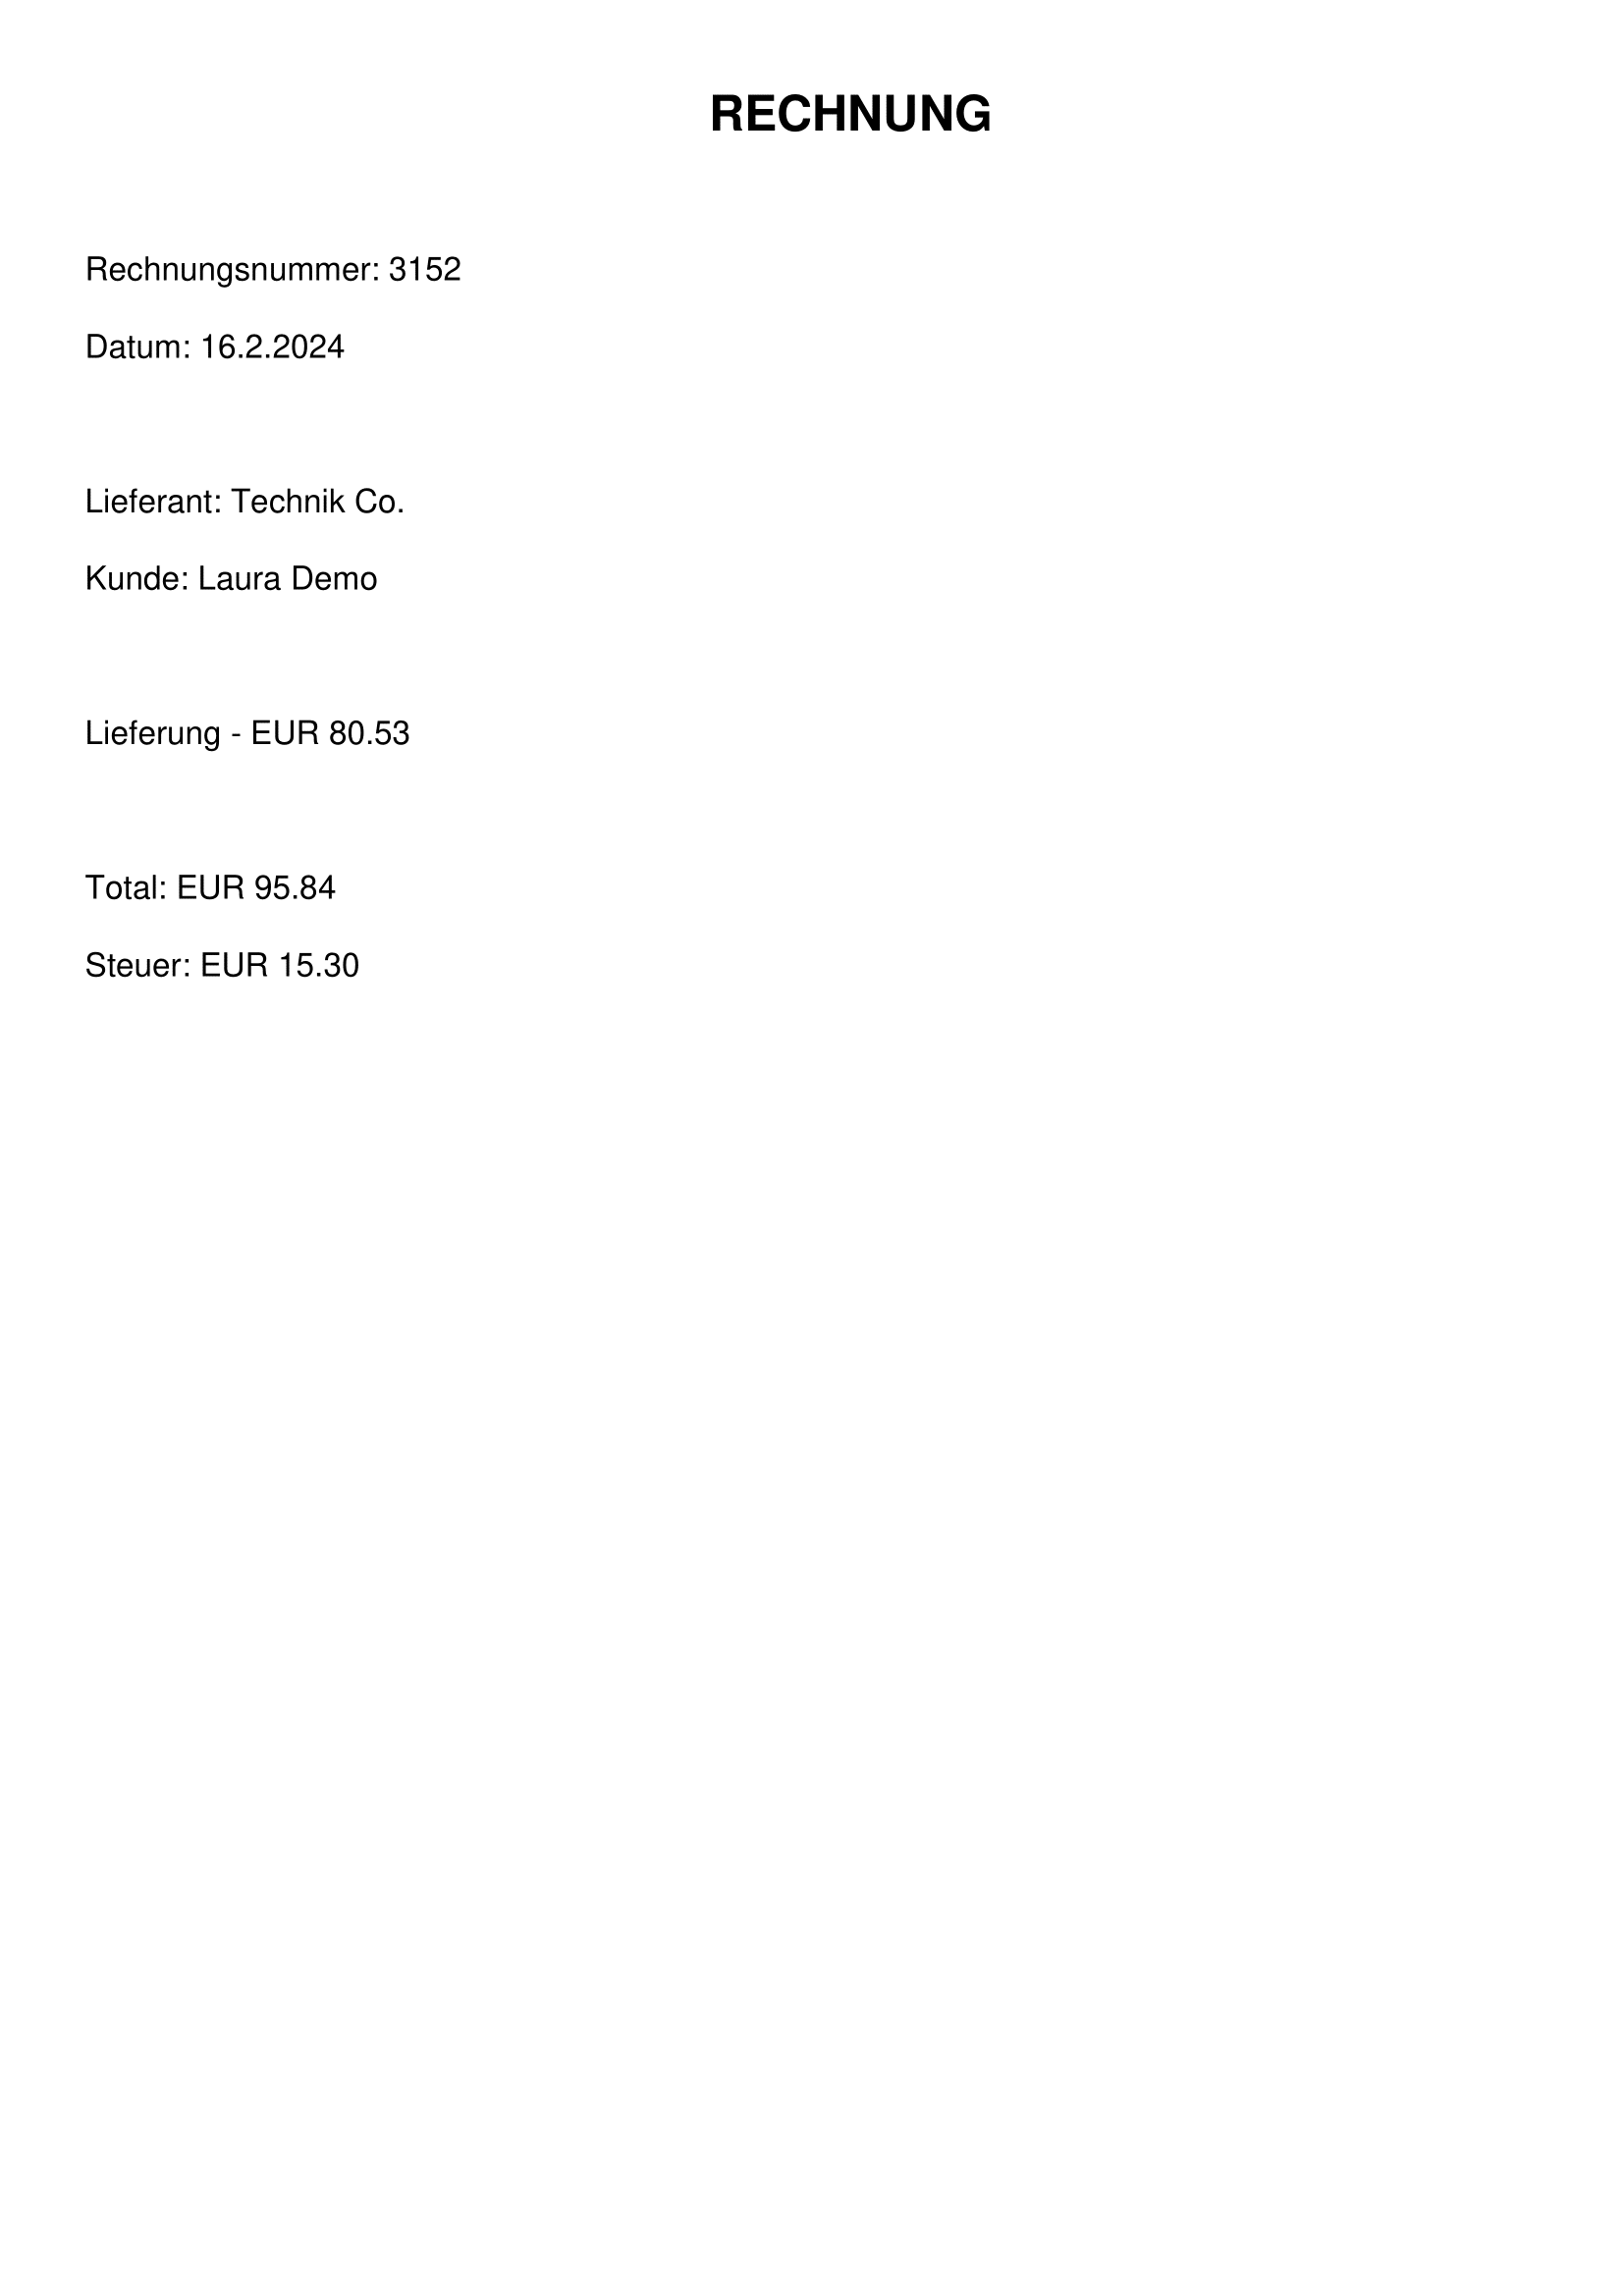 RECHNUNG
Rechnungsnummer: 3152
Datum: 16.2.2024
Lieferant: Technik Co.
Kunde: Laura Demo
Lieferung - EUR 80.53
Total: EUR 95.84
Steuer: EUR 15.30